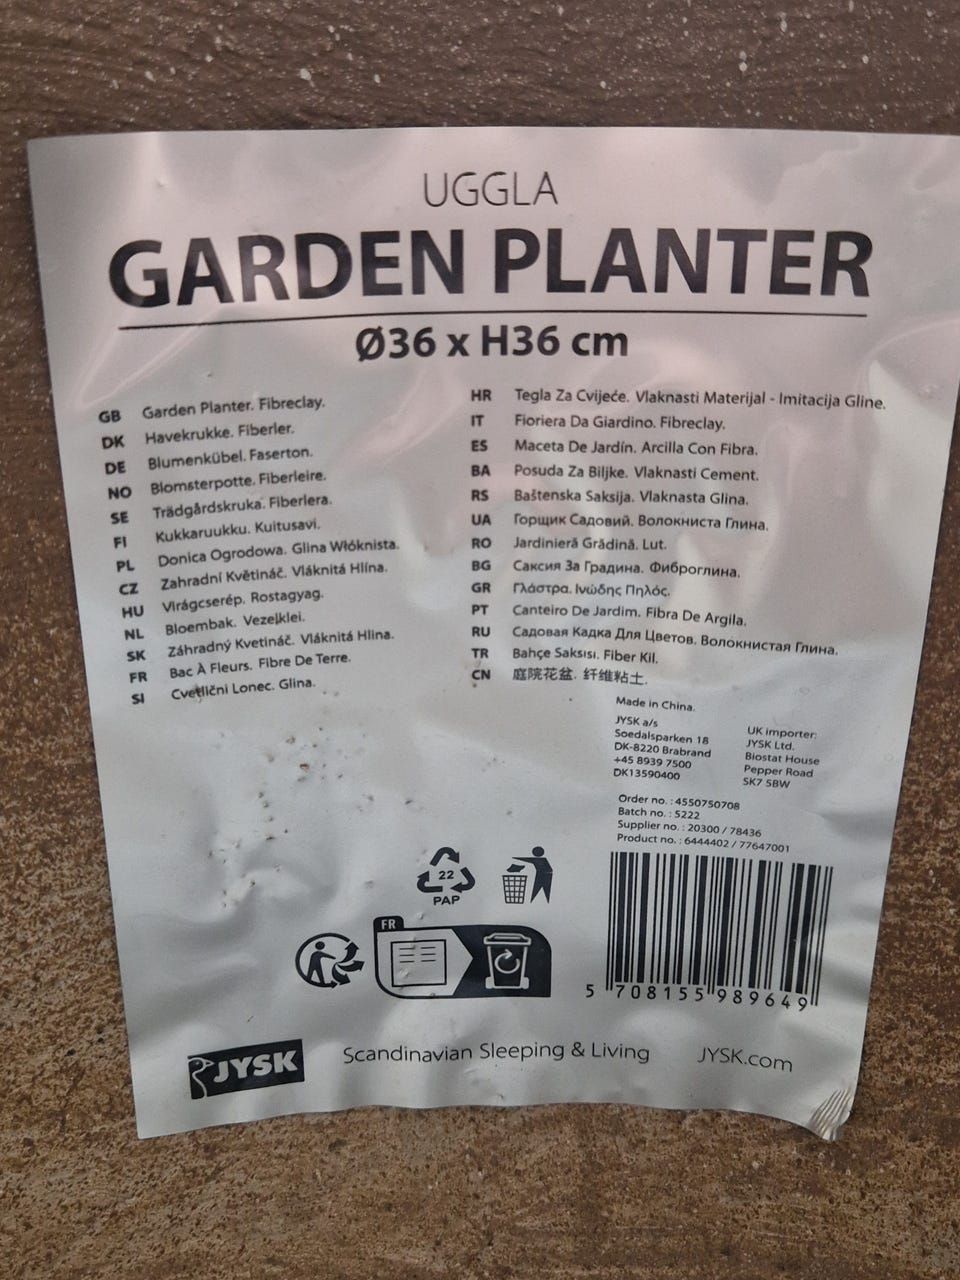 UGGLA
GARDEN PLANTER
Ø36 x H36 cm
GB Garden Planter. Fibreclay.
DK Havekrukke. Fiberler.
DE Blumenkübel. Faserton.
NO Blomsterpotte. Fiberleire.
SE Trädgårdskruka. Fiberlera.
FI Kukkaruukku. Kuitusavi.
PL Donica Ogrodowa. Glina Włóknista.
CZ Zahradní Květináč. Vláknitá Hlína.
HU Virágcserép. Rostagyag.
NL Bloembak. Vezelklei.
SK Záhradný Kvetináč. Vláknitá Hlina.
FR Bac À Fleurs. Fibre De Terre.
SI Cvetlični Lonec. Glina.
HR Tegla Za Cvijeće. Vlaknasti Materijal - Imitacija Gline.
IT Fioriera Da Giardino. Fibreclay.
ES Maceta De Jardín. Arcilla Con Fibra.
BA Posuda Za Biljke. Vlaknasti Cement.
RS Baštenska Saksija. Vlaknasta Glina.
UA Горщик Садовий. Волокниста Глина.
RO Jardinieră Grădină. Lut.
BG Саксия За Градина. Фиброглина.
GR Γλάστρα. Ινώδης Πηλός.
PT Canteiro De Jardim. Fibra De Argila.
RU Садовая Кадка Для Цветов. Волокнистая Глина.
TR Bahçe Saksısı. Fiber Kil.
CN 庭院花盆. 纤维粘土.
Made in China.
JYSK a/s
Soedalsparken 18
DK-8220 Brabrand
+45 8939 7500
DK13590400
UK importer:
JYSK Ltd.
Biostat House
Pepper Road
SK7 5BW
Order no. : 4550750708
Batch no. : 5222
Supplier no. : 20300 / 78436
Product no. : 6444402 / 77647001
22
PAP
FR
5 708155 989649
JYSK
Scandinavian Sleeping & Living
JYSK.com